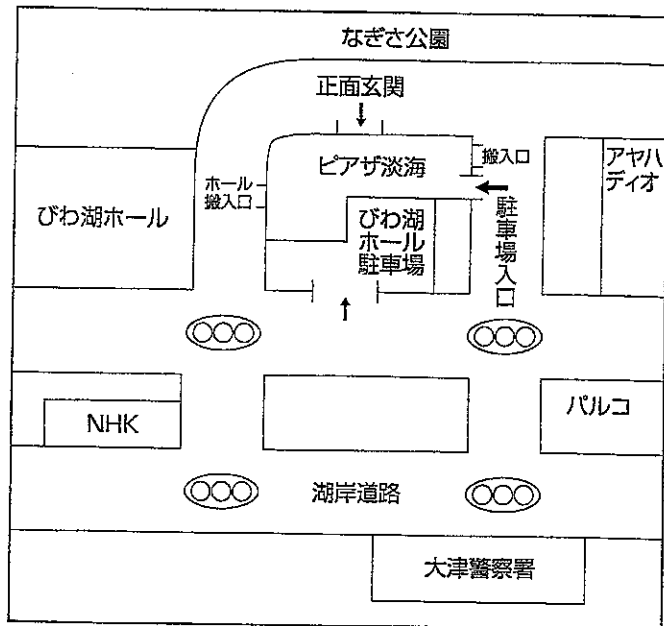 なぎさ公園
正面玄関
ピアザ淡海
搬入口
アヤハ
ディオ
ホール
搬入口
びわ湖ホール
びわ湖
ホール
駐車場
駐車場入口
NHK
パルコ
湖岸道路
大津警察署